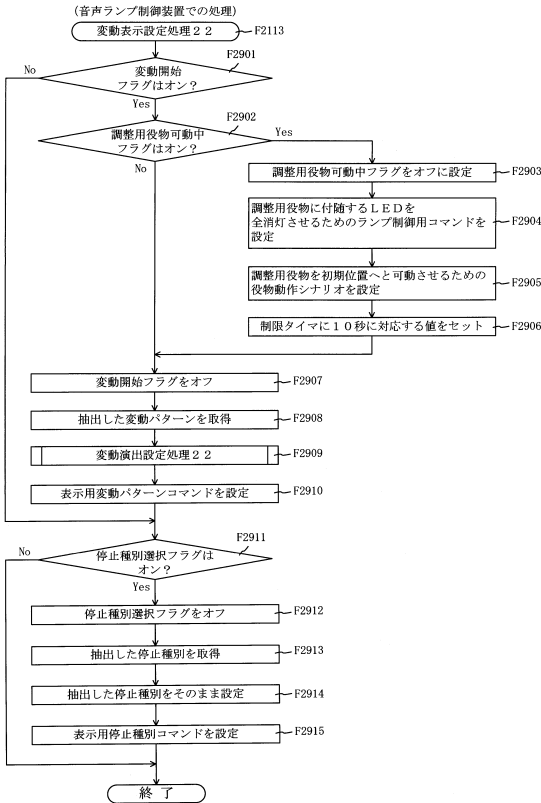 (音声ランプ制御装置での処理)
変動表示設定処理22
F2113
F2901
No
変動開始
フラグはオン？
Yes
F2902
調整用役物可動中
フラグはオン？
Yes
No
調整用役物可動中フラグをオフに設定
F2903
調整用役物に付随するLEDを
全消灯させるためのランプ制御用コマンドを
設定
F2904
調整用役物を初期位置へと可動させるための
役物動作シナリオを設定
F2905
制限タイマに10秒に対応する値をセット
F2906
変動開始フラグをオフ
F2907
抽出した変動パターンを取得
F2908
変動演出設定処理22
F2909
表示用変動パターンコマンドを設定
F2910
F2911
No
停止種別選択フラグは
オン？
Yes
停止種別選択フラグをオフ
F2912
抽出した停止種別を取得
F2913
抽出した停止種別をそのまま設定
F2914
表示用停止種別コマンドを設定
F2915
終了